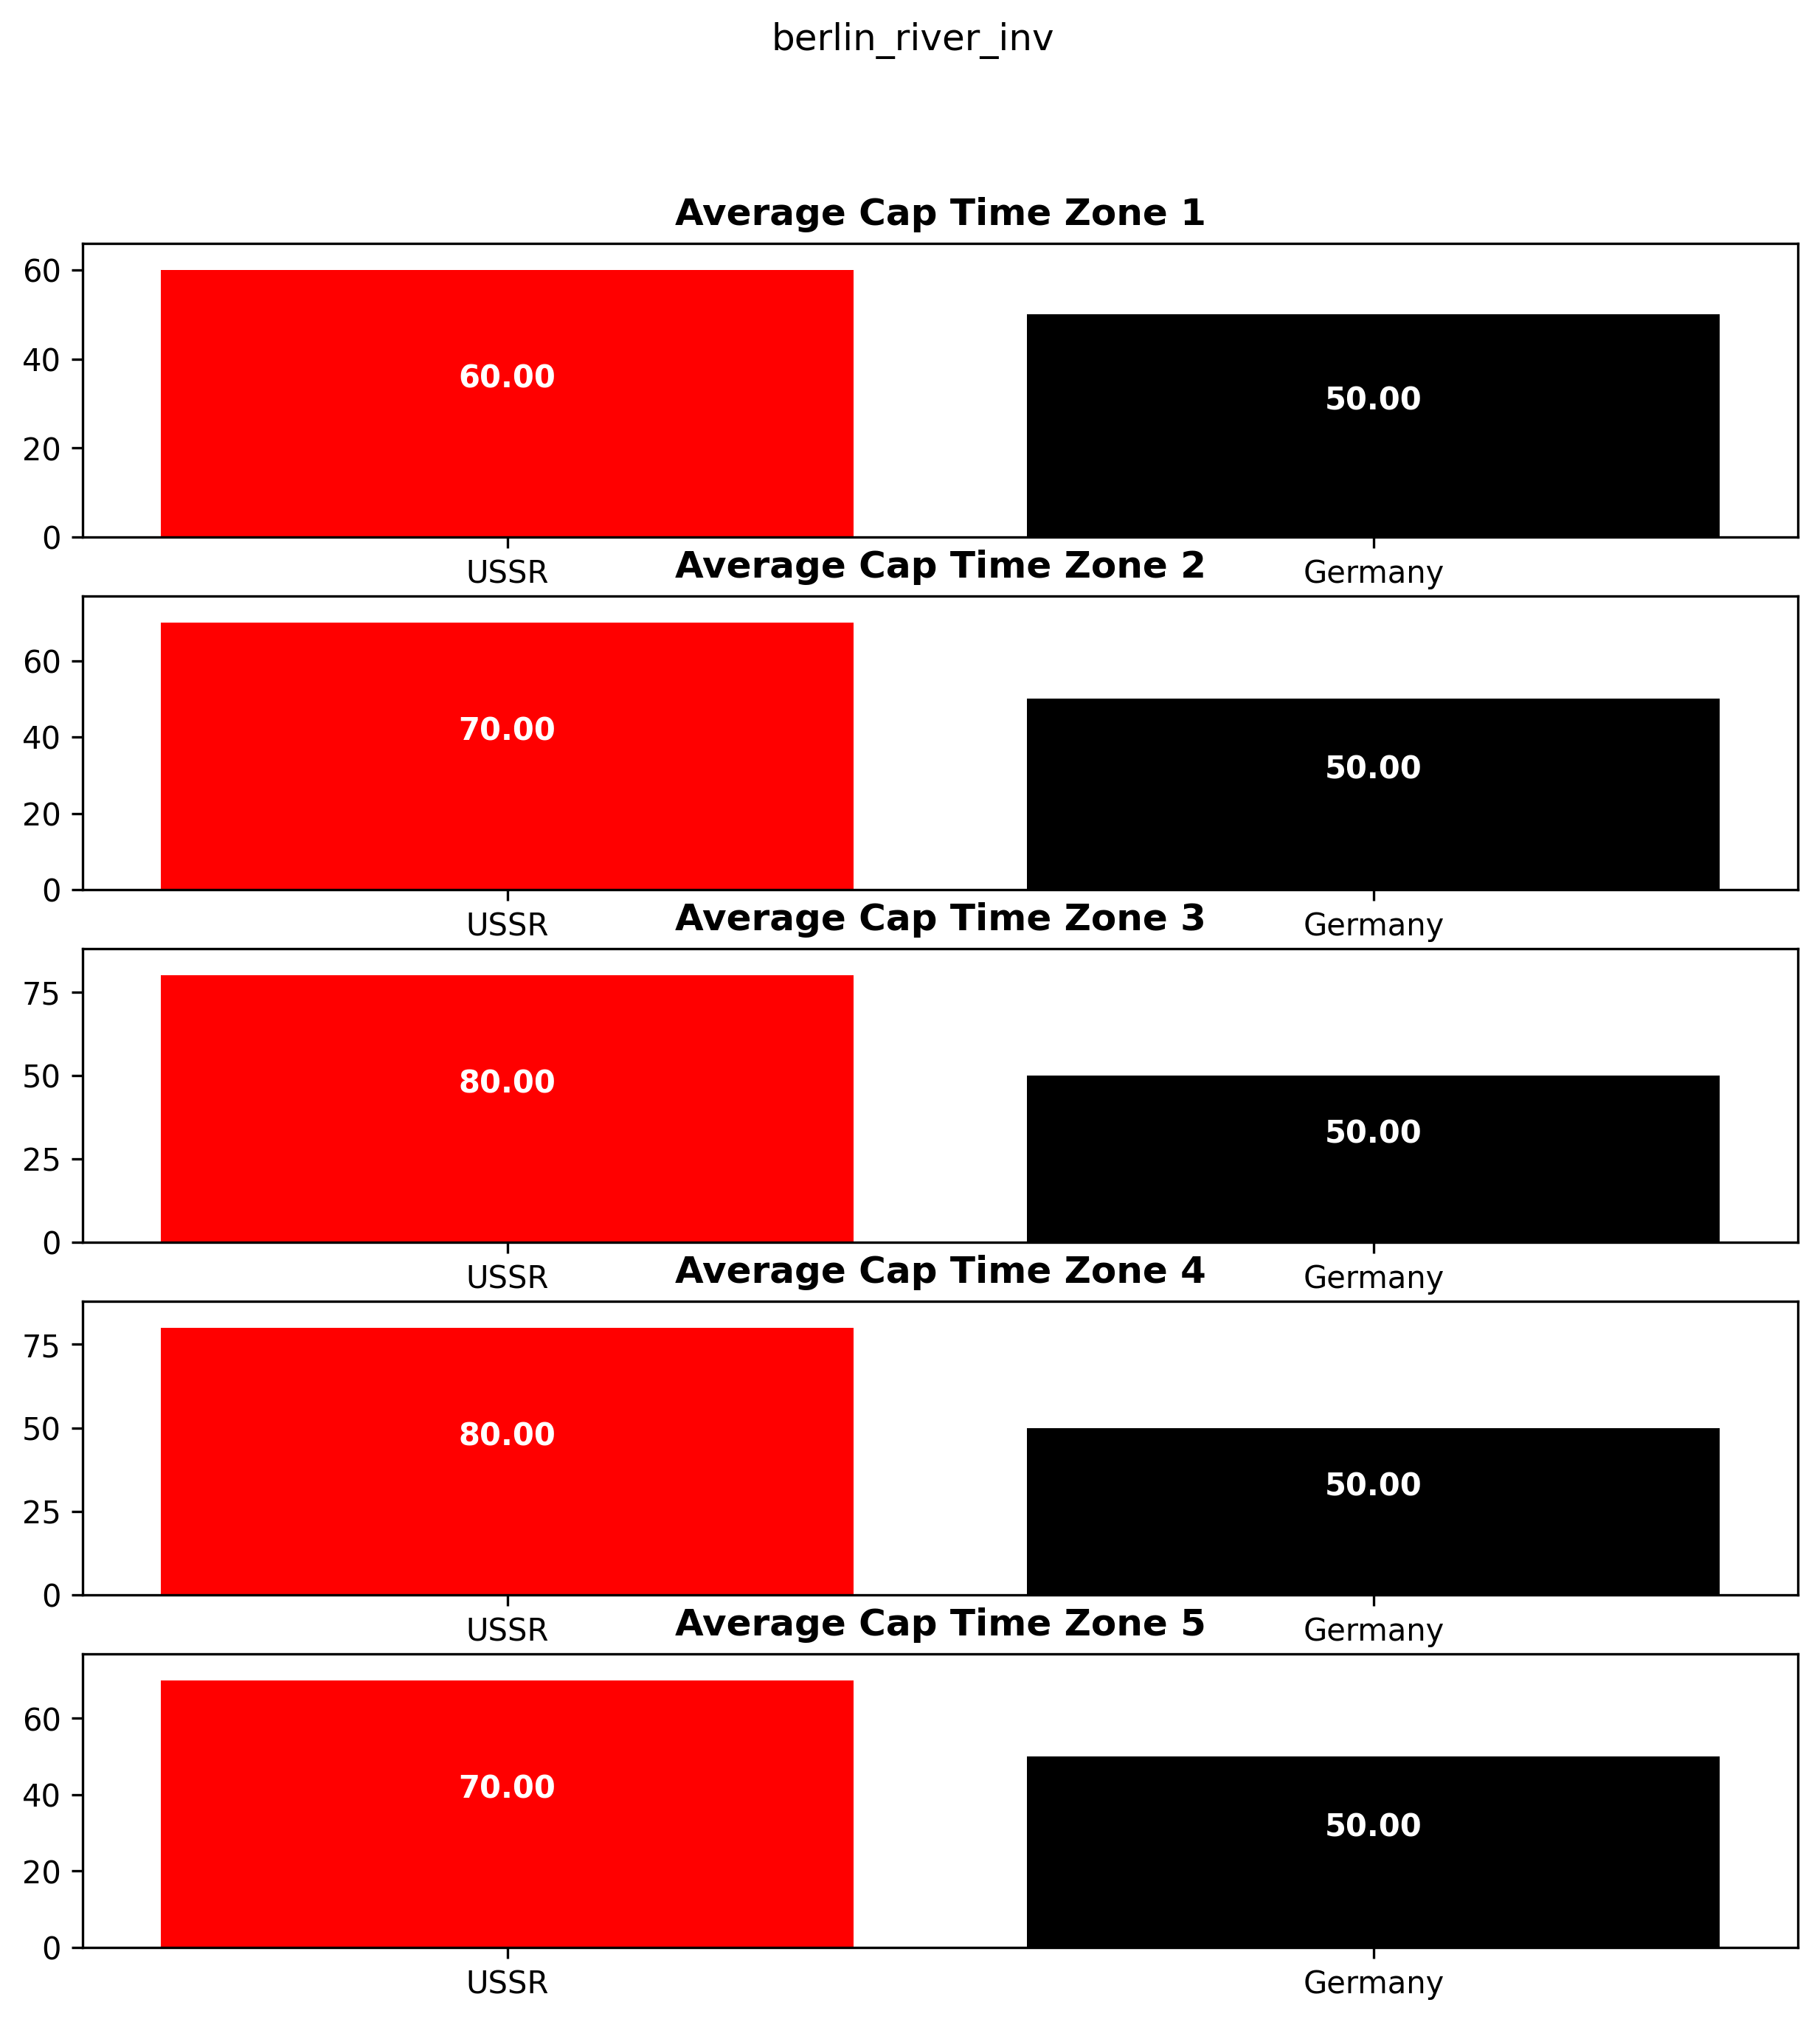 berlin_river_inv
Average Cap Time Zone 1
60
40
20
0
60.00
50.00
USSR
Germany
Average Cap Time Zone 2
60
40
20
0
70.00
50.00
USSR
Germany
Average Cap Time Zone 3
75
50
25
0
80.00
50.00
USSR
Germany
Average Cap Time Zone 4
75
50
25
0
80.00
50.00
USSR
Germany
Average Cap Time Zone 5
60
40
20
0
70.00
50.00
USSR
Germany